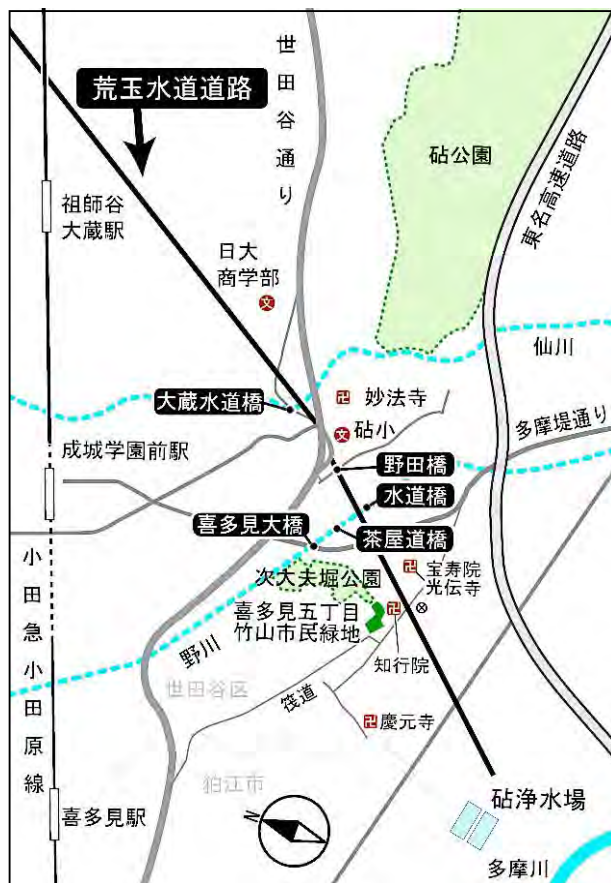 世田谷通り
荒玉水道道路
砧公園
東名高速道路
祖師谷
大蔵駅
日大
商学部
文
仙川
大蔵水道橋
卍
妙法寺
多摩堤通り
文
砧小
成城学園前駅
野田橋
水道橋
喜多見大橋
茶屋道橋
次大夫堀公園
卍
宝寿院
光伝寺
喜多見五丁目
竹山市民緑地
卍
知行院
野川
世田谷区
筏道
小田急小田原線
卍
慶元寺
狛江市
砧浄水場
N
喜多見駅
多摩川